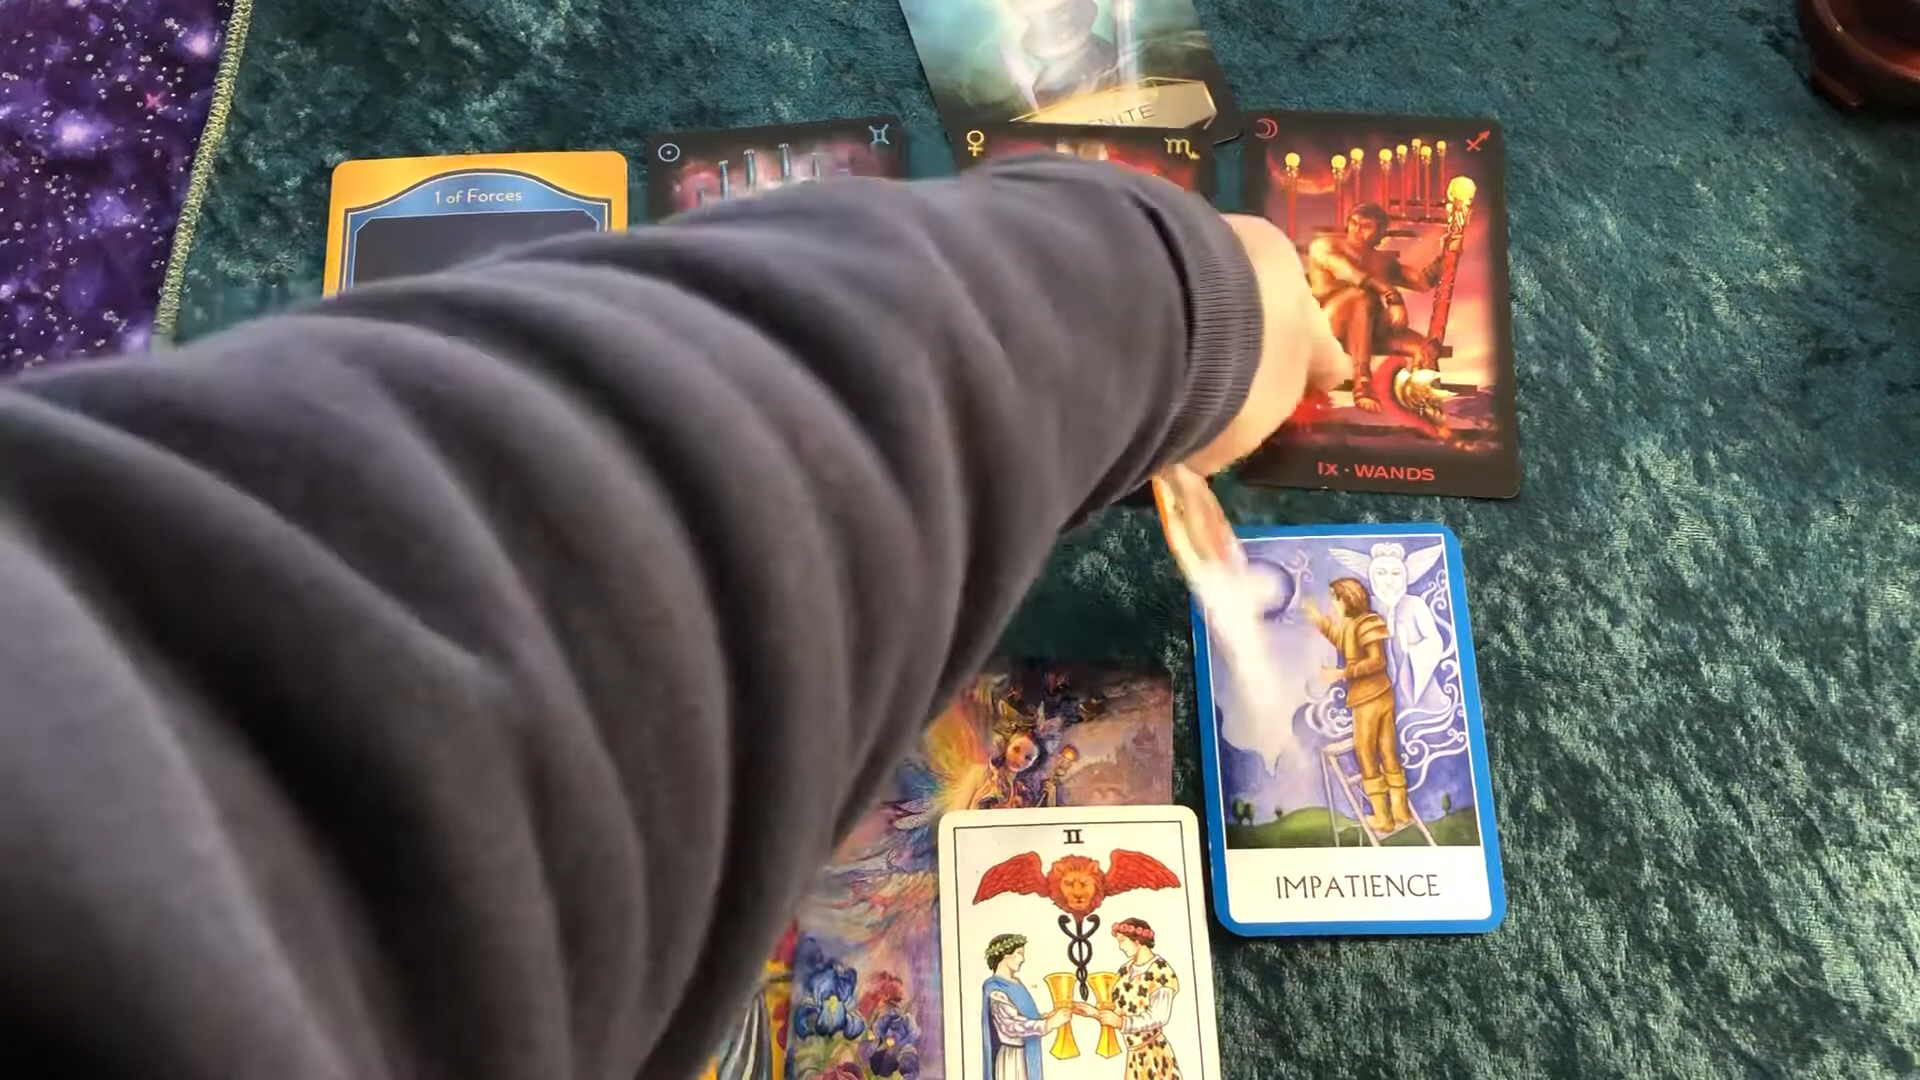 1 of Forces
IX · WANDS
II
IMPATIENCE